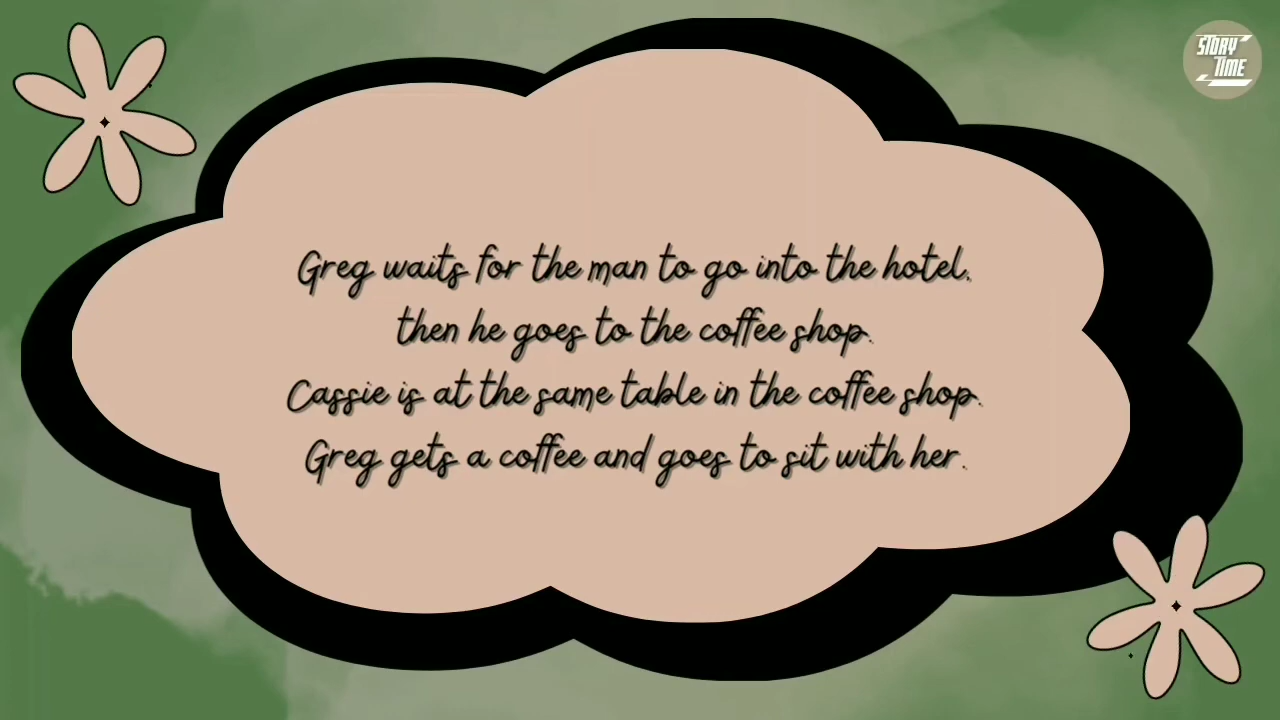 STORY
TIME
Greg waits for the man to go into the hotel,
then he goes to the coffee shop.
Cassie is at the same table in the coffee shop.
Greg gets a coffee and goes to sit with her.